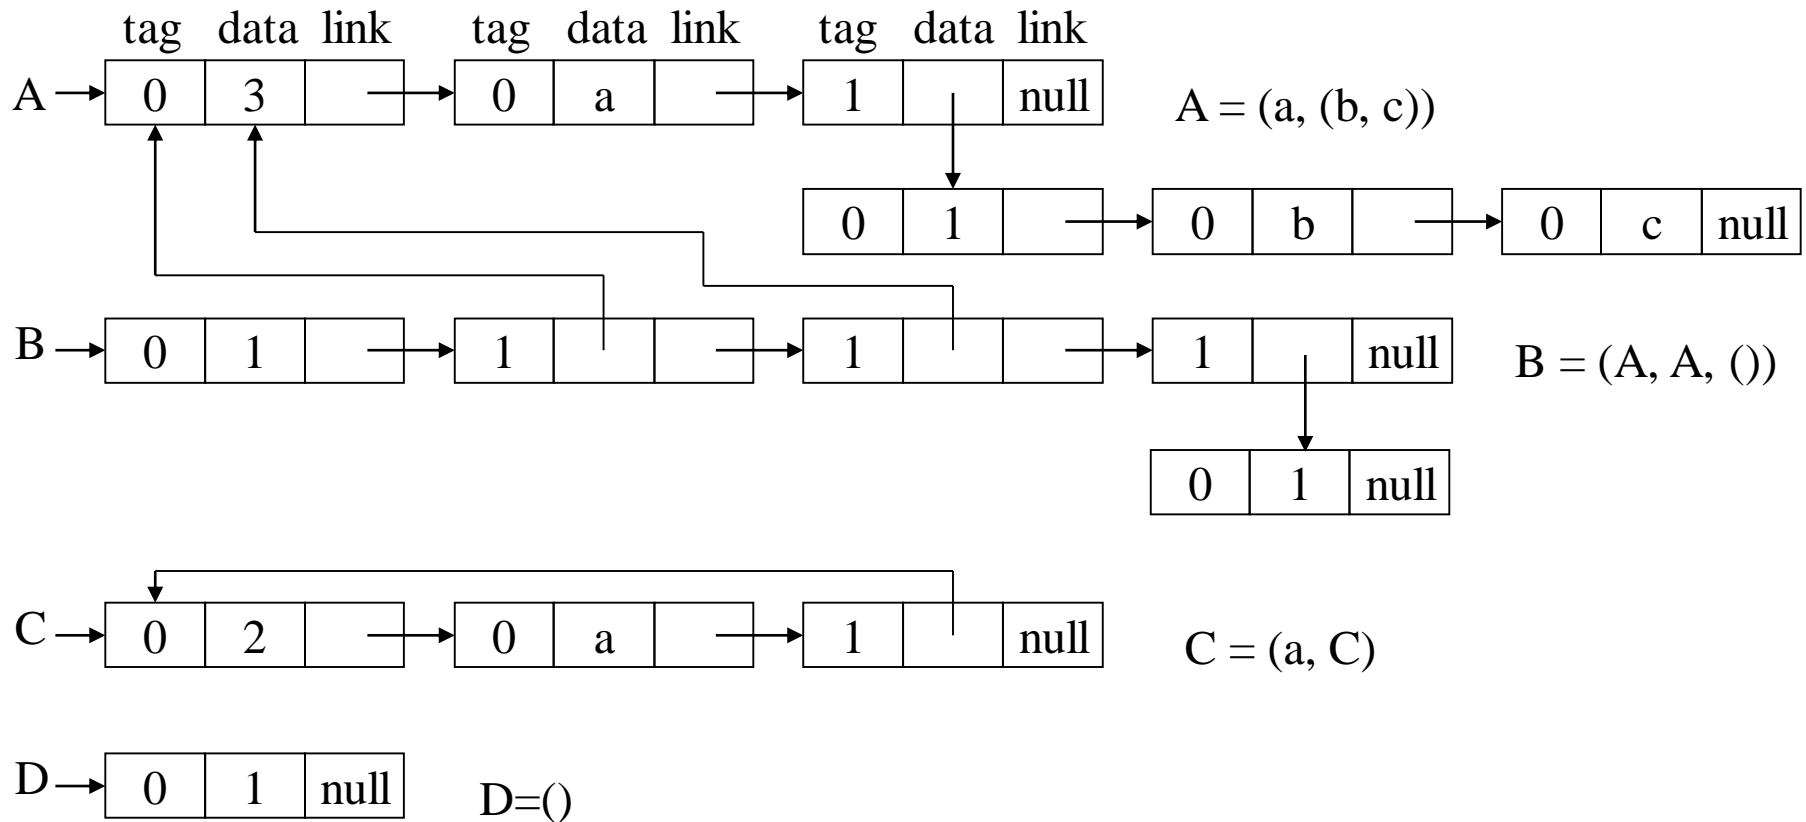 tag data link tag data link tag data link
A 0 3 0 a 1 null A = (a, (b, c))
0 1 0 b 0 c null
B 0 1 1 1 1 null B = (A, A, ())
0 1 null
C 0 2 0 a 1 null C = (a, C)
D 0 1 null D=()